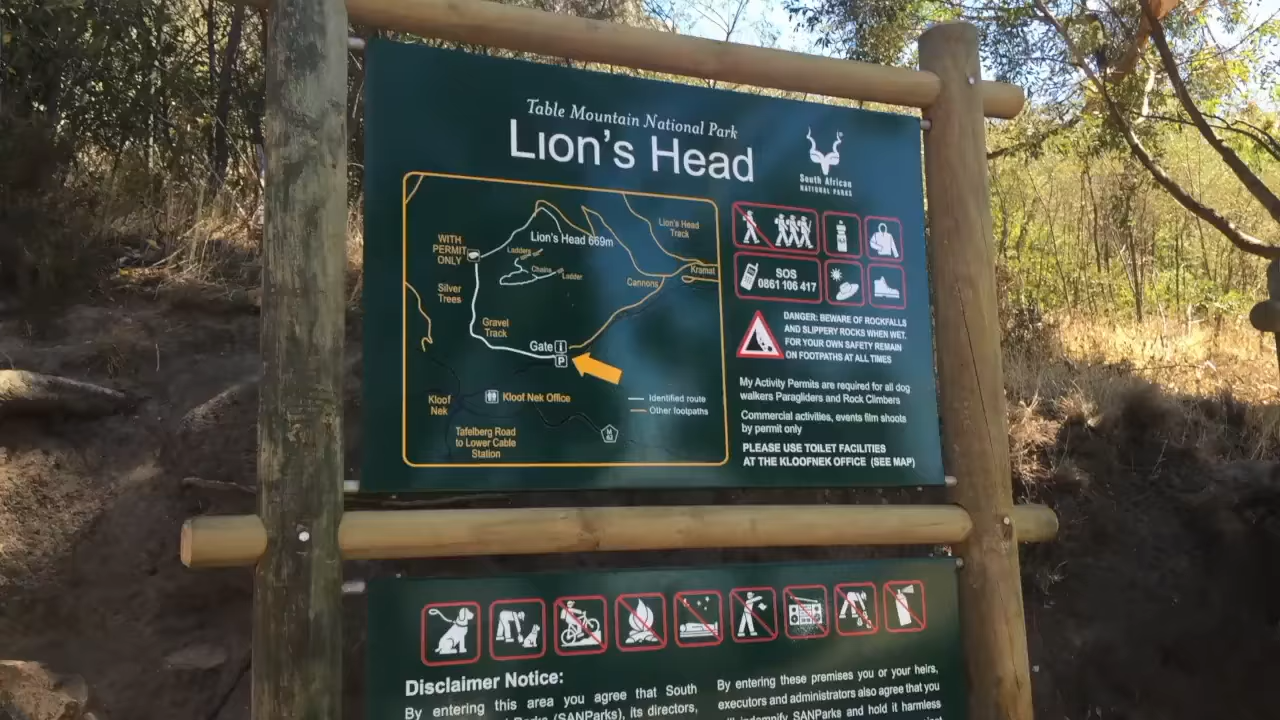 Table Mountain National Park
Lion's Head
South African
NATIONAL PARKS
WITH
PERMIT
ONLY
Lion's Head 669m
Lion's Head
Track
Ladders
Chains
Ladder
Kramat
Cannons
Silver
Trees
Gravel
Track
Gate i
P
Kloof
Nek
Kloof Nek Office
Identified route
Other footpaths
Tafelberg Road
to Lower Cable
Station
M
62
SOS
0861 106 417
DANGER: BEWARE OF ROCKFALLS
AND SLIPPERY ROCKS WHEN WET.
FOR YOUR OWN SAFETY REMAIN
ON FOOTPATHS AT ALL TIMES
My Activity Permits are required for all dog
walkers Paragliders and Rock Climbers
Commercial activities, events film shoots
by permit only
PLEASE USE TOILET FACILITIES
AT THE KLOOFNEK OFFICE (SEE MAP)
Disclaimer Notice:
By entering this area you agree that South
Parks (SANParks), its directors,
By entering these premises you or your heirs,
executors and administrators also agree that you
indemnify SANParks and hold it harmless